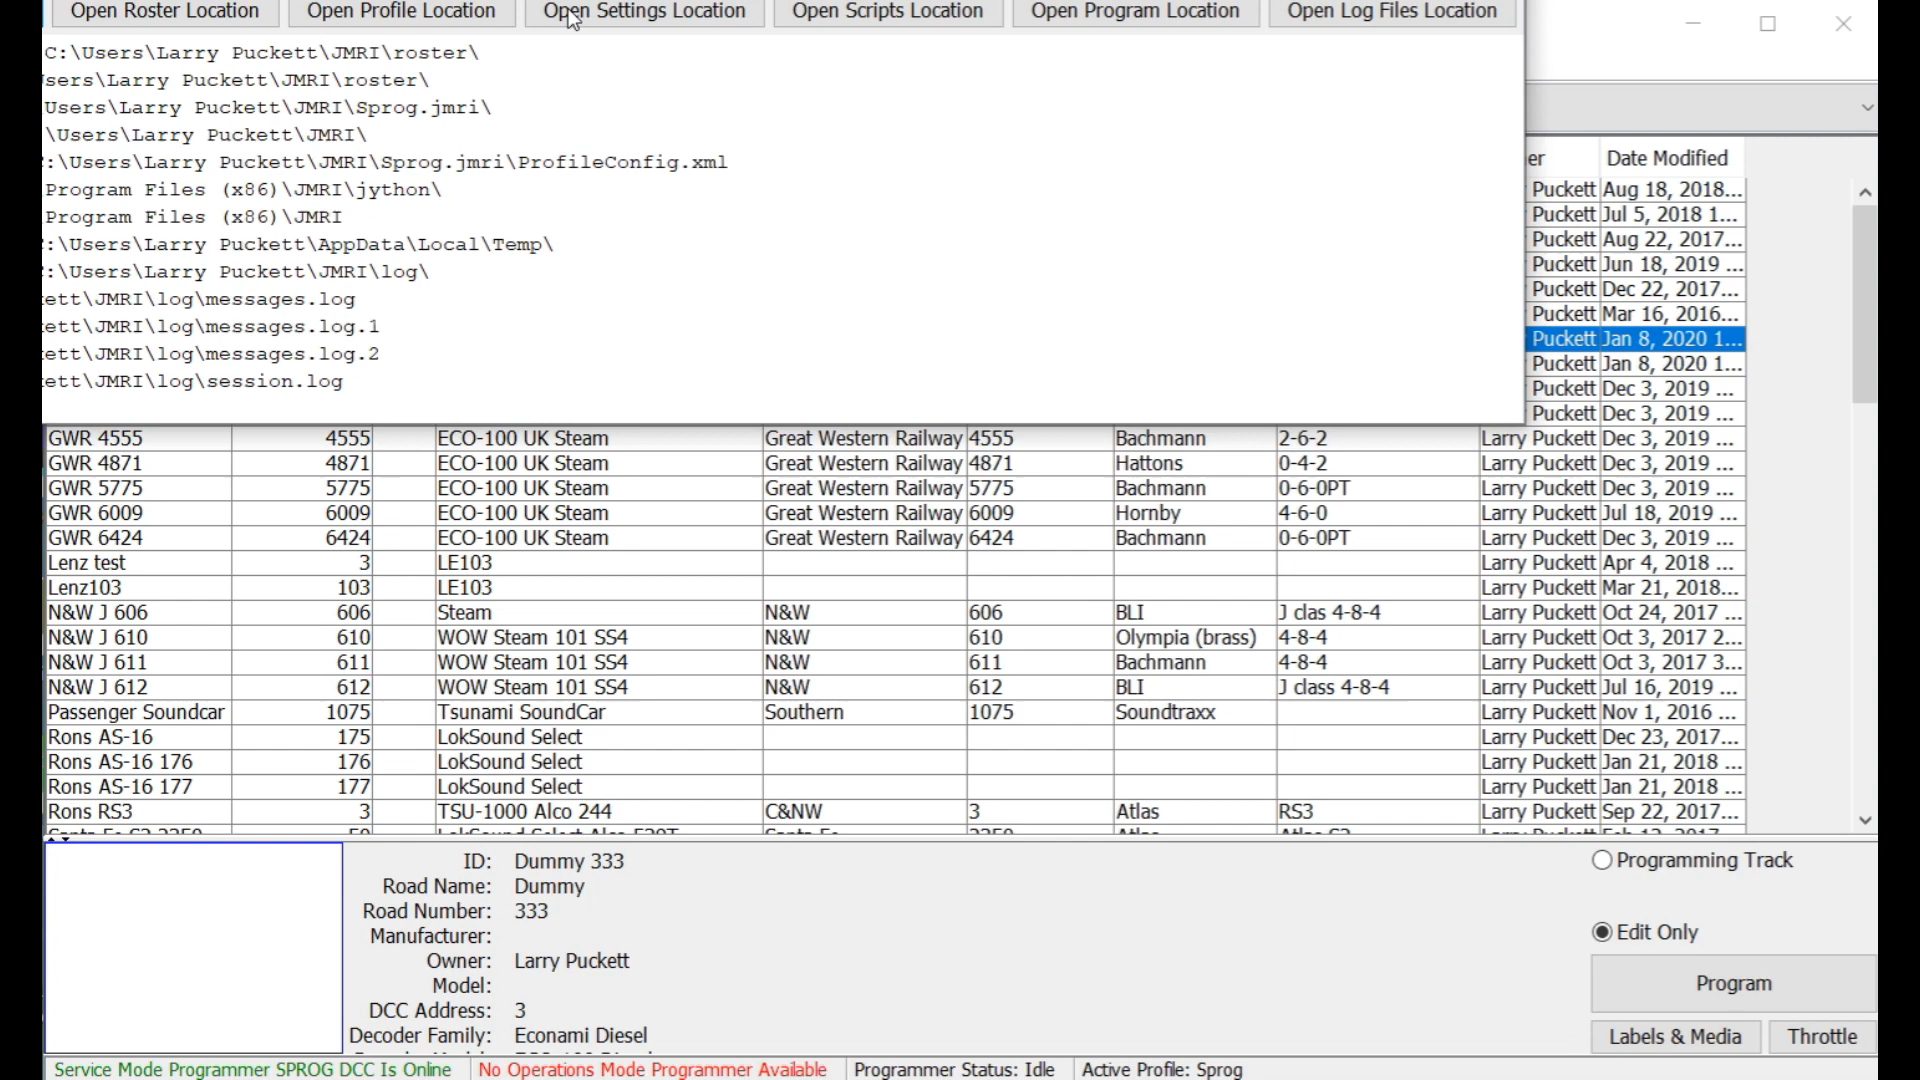 Open Roster Location Open Profile Location Open Settings Location Open Scripts Location Open Program Location Open Log Files Location
C:\Users\Larry Puckett\JMRI\roster\
sers\Larry Puckett\JMRI\roster\
Users\Larry Puckett\JMRI\Sprog.jmri\
\Users\Larry Puckett\JMRI\
:\Users\Larry Puckett\JMRI\Sprog.jmri\ProfileConfig.xml
Program Files (x86)\JMRI\jython\
Program Files (x86)\JMRI
:\Users\Larry Puckett\AppData\Local\Temp\
:\Users\Larry Puckett\JMRI\log\
ett\JMRI\log\messages.log
ett\JMRI\log\messages.log.1
ett\JMRI\log\messages.log.2
ett\JMRI\log\session.log
er Date Modified
Puckett Aug 18, 2018...
Puckett Jul 5, 2018 1...
Puckett Aug 22, 2017...
Puckett Jun 18, 2019 ...
Puckett Dec 22, 2017...
Puckett Mar 16, 2016...
Puckett Jan 8, 2020 1...
Puckett Jan 8, 2020 1...
Puckett Dec 3, 2019 ...
Puckett Dec 3, 2019 ...
GWR 4555 4555 ECO-100 UK Steam Great Western Railway 4555 Bachmann 2-6-2 Larry Puckett Dec 3, 2019 ...
GWR 4871 4871 ECO-100 UK Steam Great Western Railway 4871 Hattons 0-4-2 Larry Puckett Dec 3, 2019 ...
GWR 5775 5775 ECO-100 UK Steam Great Western Railway 5775 Bachmann 0-6-0PT Larry Puckett Dec 3, 2019 ...
GWR 6009 6009 ECO-100 UK Steam Great Western Railway 6009 Hornby 4-6-0 Larry Puckett Jul 18, 2019 ...
GWR 6424 6424 ECO-100 UK Steam Great Western Railway 6424 Bachmann 0-6-0PT Larry Puckett Dec 3, 2019 ...
Lenz test 3 LE103 Larry Puckett Apr 4, 2018 ...
Lenz103 103 LE103 Larry Puckett Mar 21, 2018...
N&W J 606 606 Steam N&W 606 BLI J clas 4-8-4 Larry Puckett Oct 24, 2017 ...
N&W J 610 610 WOW Steam 101 SS4 N&W 610 Olympia (brass) 4-8-4 Larry Puckett Oct 3, 2017 2...
N&W J 611 611 WOW Steam 101 SS4 N&W 611 Bachmann 4-8-4 Larry Puckett Oct 3, 2017 3...
N&W J 612 612 WOW Steam 101 SS4 N&W 612 BLI J class 4-8-4 Larry Puckett Jul 16, 2019 ...
Passenger Soundcar 1075 Tsunami SoundCar Southern 1075 Soundtraxx Larry Puckett Nov 1, 2016 ...
Rons AS-16 175 LokSound Select Larry Puckett Dec 23, 2017...
Rons AS-16 176 176 LokSound Select Larry Puckett Jan 21, 2018 ...
Rons AS-16 177 177 LokSound Select Larry Puckett Jan 21, 2018 ...
Rons RS3 3 TSU-1000 Alco 244 C&NW 3 Atlas RS3 Larry Puckett Sep 22, 2017...
ID: Dummy 333
Road Name: Dummy
Road Number: 333
Manufacturer:
Owner: Larry Puckett
Model:
DCC Address: 3
Decoder Family: Econami Diesel
Programming Track
Edit Only
Program
Labels & Media Throttle
Service Mode Programmer SPROG DCC Is Online No Operations Mode Programmer Available Programmer Status: Idle Active Profile: Sprog